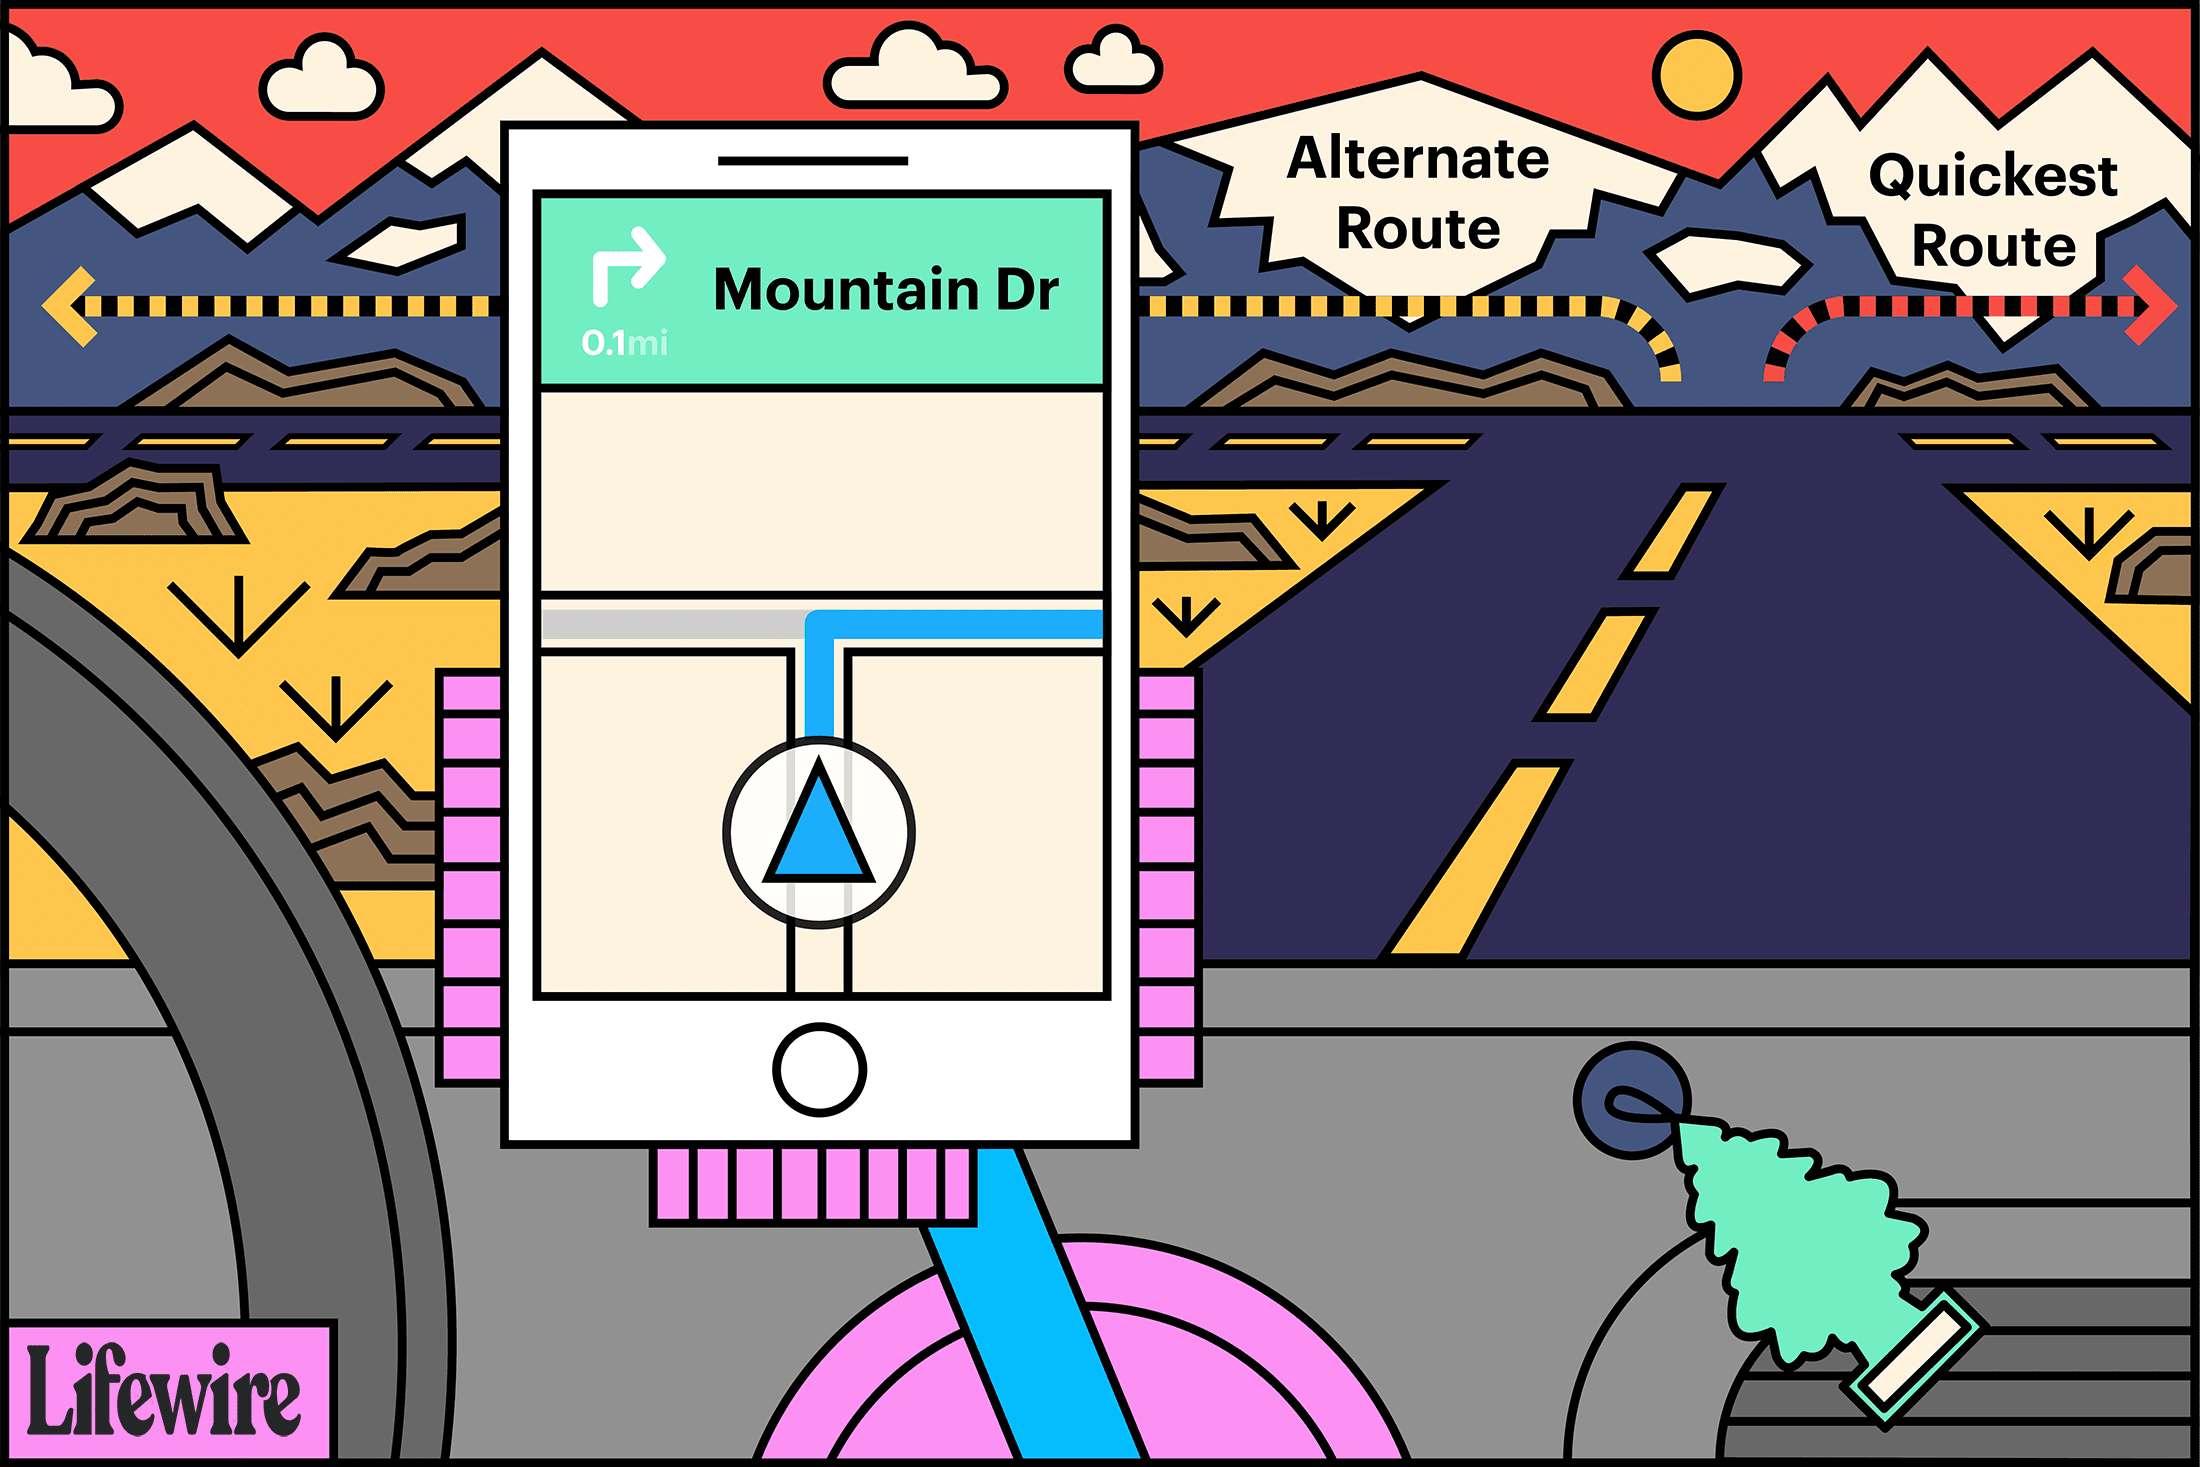 Alternate
Route
Quickest
Route
Mountain Dr
0.1mi
Lifewire